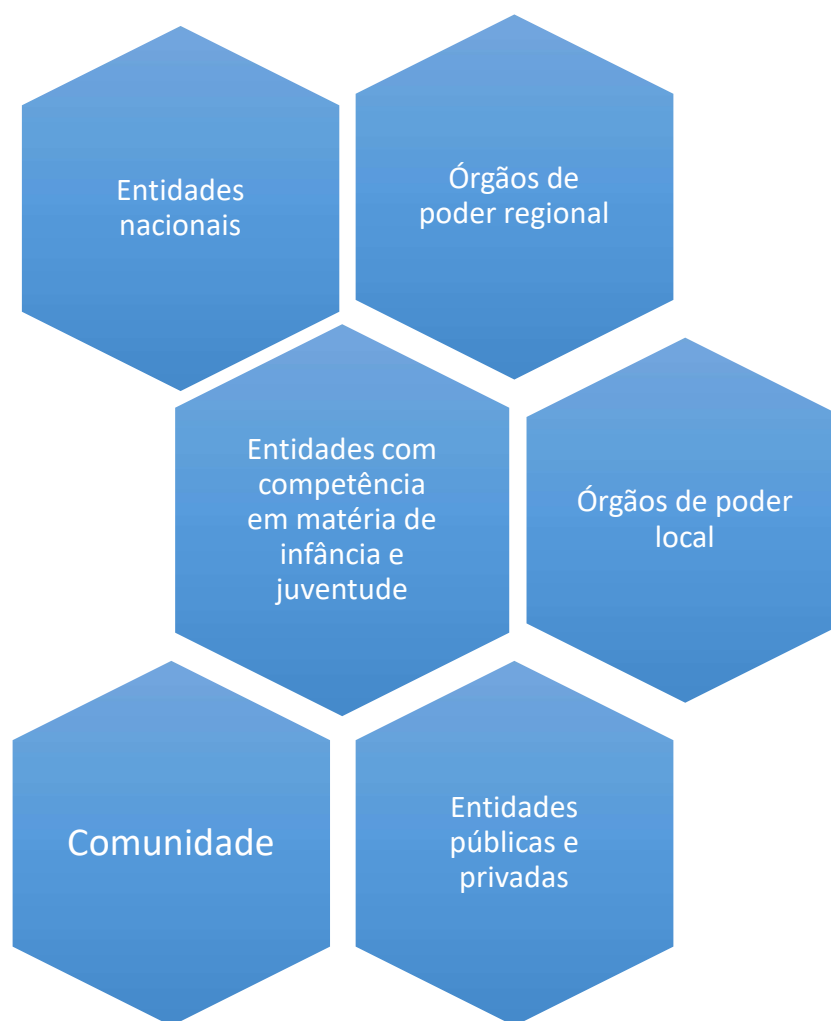 Entidades
nacionais
Órgãos de
poder regional
Entidades com
competência
em matéria de
infância e
juventude
Órgãos de poder
local
Comunidade
Entidades
públicas e
privadas